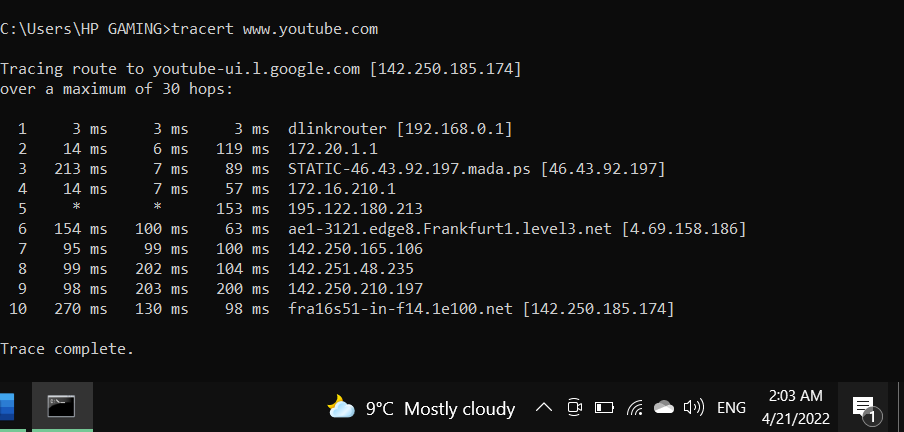 C:\Users\HP GAMING>tracert www.youtube.com
Tracing route to youtube-ui.l.google.com [142.250.185.174]
over a maximum of 30 hops:
1 3 ms 3 ms 3 ms dlinkrouter [192.168.0.1]
2 14 ms 6 ms 119 ms 172.20.1.1
3 213 ms 7 ms 89 ms STATIC-46.43.92.197.mada.ps [46.43.92.197]
4 14 ms 7 ms 57 ms 172.16.210.1
5 * * 153 ms 195.122.180.213
6 154 ms 100 ms 63 ms ae1-3121.edge8.Frankfurt1.level3.net [4.69.158.186]
7 95 ms 99 ms 100 ms 142.250.165.106
8 99 ms 202 ms 104 ms 142.251.48.235
9 98 ms 203 ms 200 ms 142.250.210.197
10 270 ms 130 ms 98 ms fra16s51-in-f14.1e100.net [142.250.185.174]
Trace complete.
9°C Mostly cloudy ENG 2:03 AM 1
4/21/2022